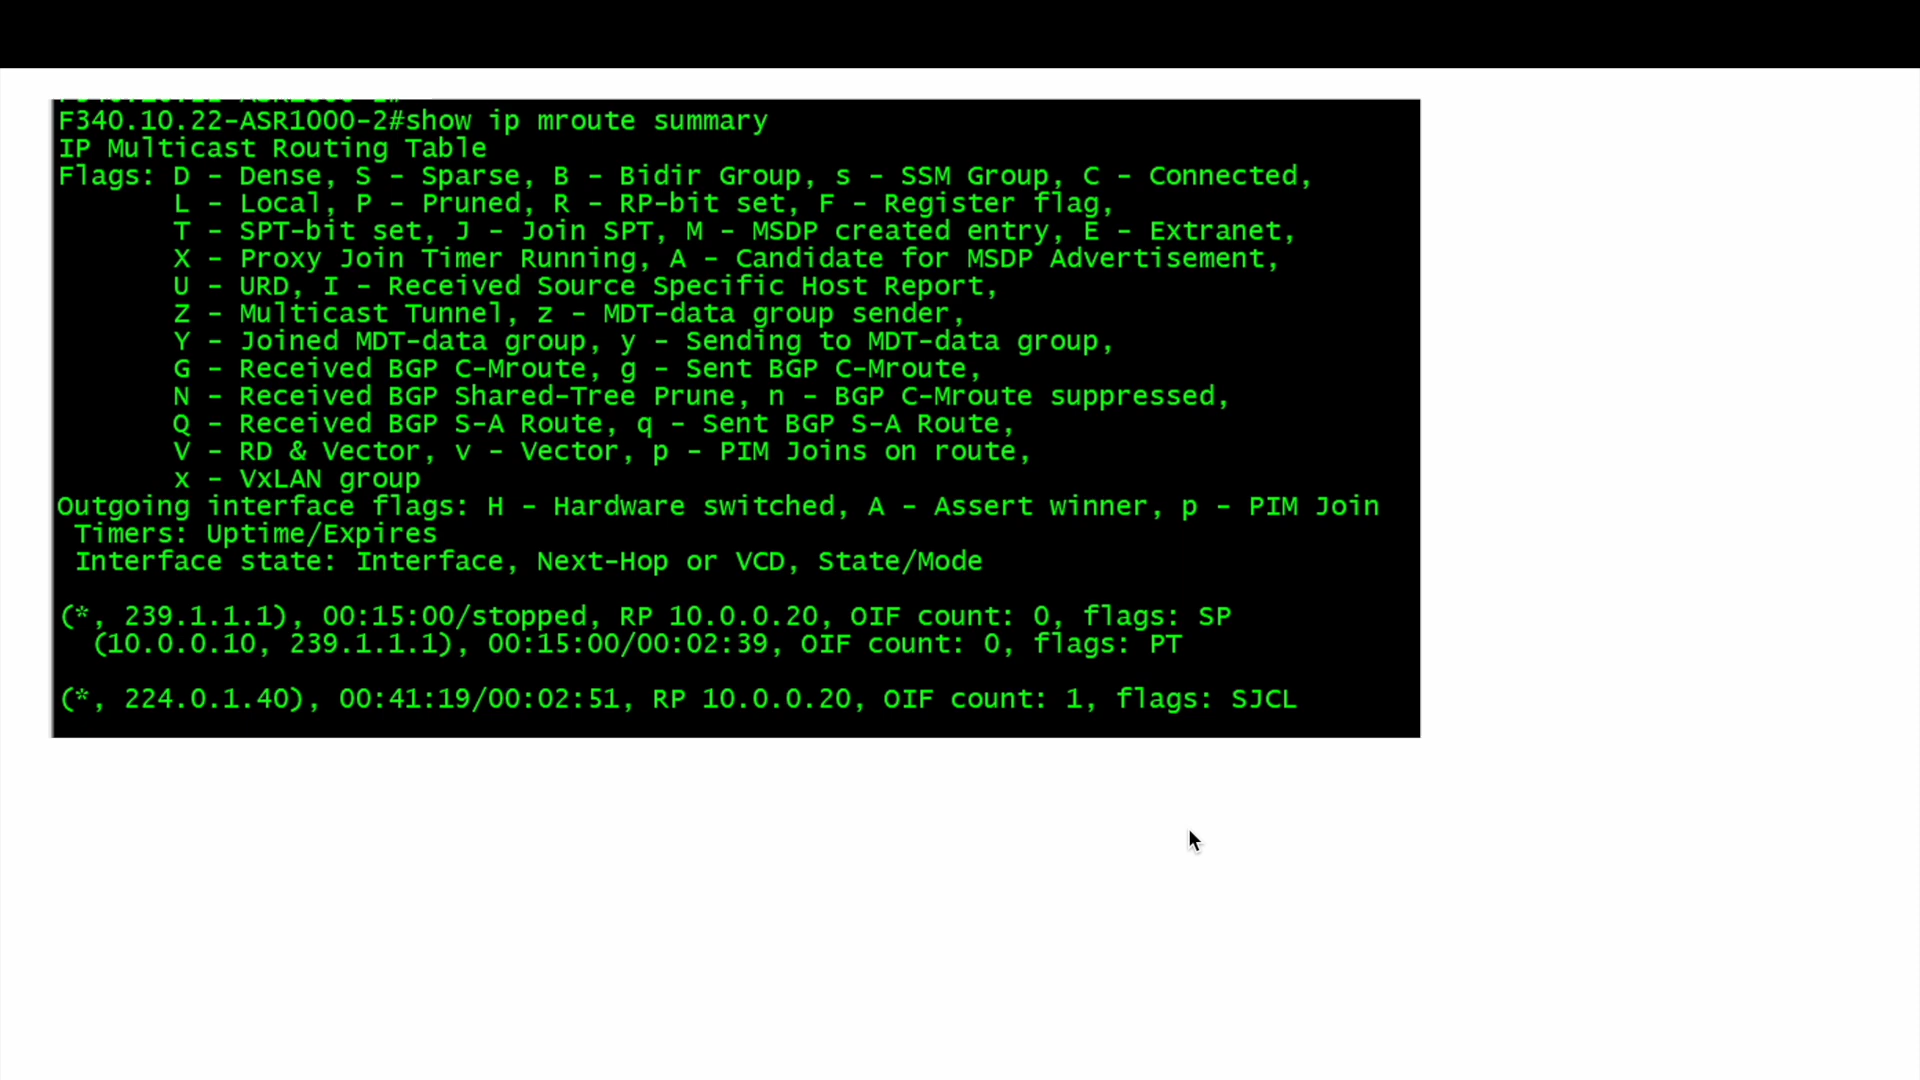 F340.10.22-ASR1000-2#show ip mroute summary
IP Multicast Routing Table
Flags: D - Dense, S - Sparse, B - Bidir Group, s - SSM Group, C - Connected,
       L - Local, P - Pruned, R - RP-bit set, F - Register flag,
       T - SPT-bit set, J - Join SPT, M - MSDP created entry, E - Extranet,
       X - Proxy Join Timer Running, A - Candidate for MSDP Advertisement,
       U - URD, I - Received Source Specific Host Report,
       Z - Multicast Tunnel, z - MDT-data group sender,
       Y - Joined MDT-data group, y - Sending to MDT-data group,
       G - Received BGP C-Mroute, g - Sent BGP C-Mroute,
       N - Received BGP Shared-Tree Prune, n - BGP C-Mroute suppressed,
       Q - Received BGP S-A Route, q - Sent BGP S-A Route,
       V - RD & Vector, v - Vector, p - PIM Joins on route,
       x - VxLAN group
Outgoing interface flags: H - Hardware switched, A - Assert winner, p - PIM Join
 Timers: Uptime/Expires
 Interface state: Interface, Next-Hop or VCD, State/Mode
(*, 239.1.1.1), 00:15:00/stopped, RP 10.0.0.20, OIF count: 0, flags: SP
  (10.0.0.10, 239.1.1.1), 00:15:00/00:02:39, OIF count: 0, flags: PT
(*, 224.0.1.40), 00:41:19/00:02:51, RP 10.0.0.20, OIF count: 1, flags: SJCL